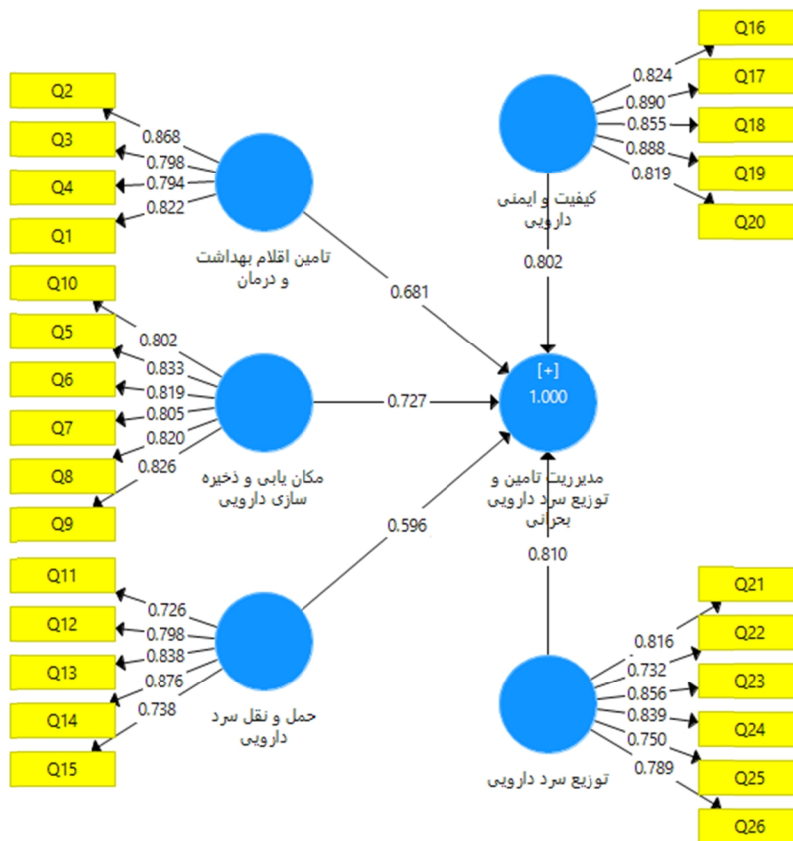 Q2
Q3
Q4
Q1
0.868
0.798
0.794
0.822
تامین اقلام بهداشت
و درمان
0.681
Q10
Q5
Q6
Q7
Q8
Q9
0.802
0.833
0.819
0.805
0.820
0.826
مکان یابی و ذخیره
سازی دارویی
0.727
Q11
Q12
Q13
Q14
Q15
0.726
0.798
0.838
0.876
0.738
حمل و نقل سرد
دارویی
0.596
Q16
Q17
Q18
Q19
Q20
0.824
0.890
0.855
0.888
0.819
کیفیت و ایمنی
دارویی
0.802
[+]
1.000
مدیرریت تامین و
توزیع سرد دارویی
بحرانی
0.810
Q21
Q22
Q23
Q24
Q25
Q26
0.816
0.732
0.856
0.839
0.750
0.789
توزیع سرد دارویی